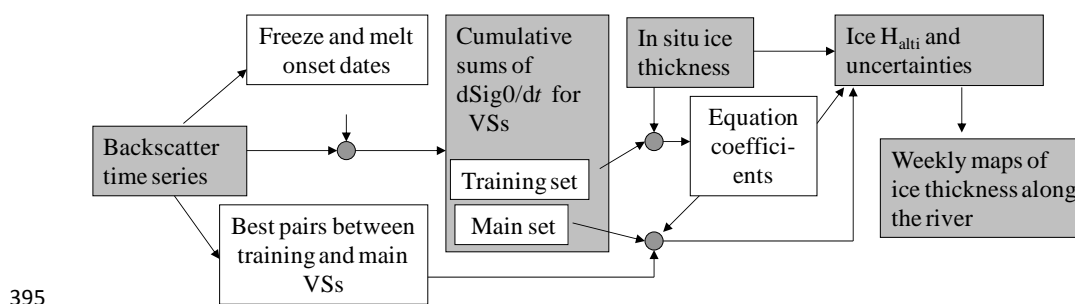 Freeze and melt
onset dates
Backscatter
time series
Best pairs between
training and main
VSs
Cumulative
sums of
dSig0/dt for
VSs
Training set
Main set
In situ ice
thickness
Equation
coeffici-
ents
Ice Halti and
uncertainties
Weekly maps of
ice thickness along
the river
395